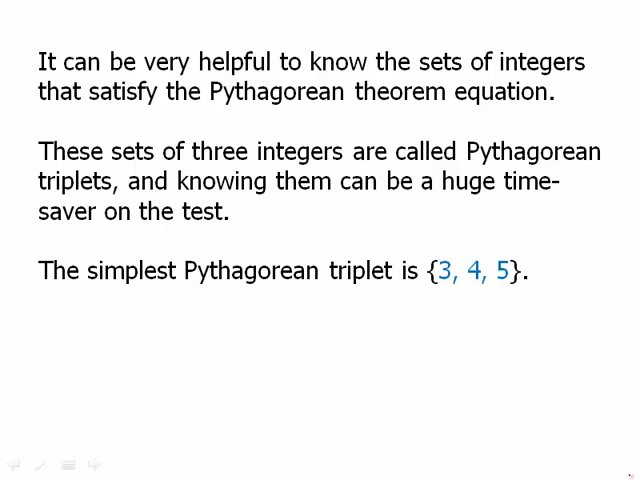 It can be very helpful to know the sets of integers
that satisfy the Pythagorean theorem equation.
These sets of three integers are called Pythagorean
triplets, and knowing them can be a huge time-
saver on the test.
The simplest Pythagorean triplet is {3, 4, 5}.